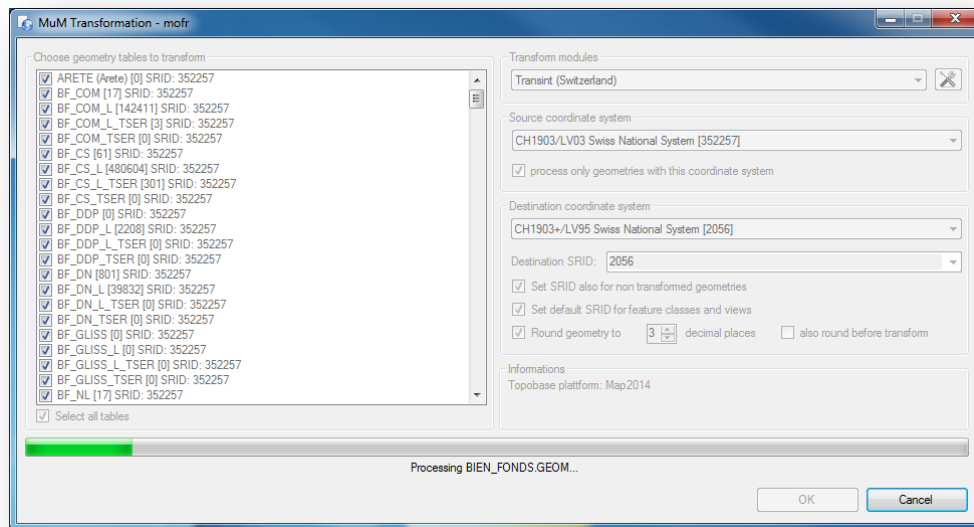 MuM Transformation - mofr
Choose geometry tables to transform
ARETE (Arete) [0] SRID: 352257
BF_COM [17] SRID: 352257
BF_COM_L [142411] SRID: 352257
BF_COM_L_TSER [3] SRID: 352257
BF_COM_TSER [0] SRID: 352257
BF_CS [61] SRID: 352257
BF_CS_L [480604] SRID: 352257
BF_CS_L_TSER [301] SRID: 352257
BF_CS_TSER [0] SRID: 352257
BF_DDP [0] SRID: 352257
BF_DDP_L [2208] SRID: 352257
BF_DDP_L_TSER [0] SRID: 352257
BF_DDP_TSER [0] SRID: 352257
BF_DN [801] SRID: 352257
BF_DN_L [39832] SRID: 352257
BF_DN_L_TSER [0] SRID: 352257
BF_DN_TSER [0] SRID: 352257
BF_GLISS [0] SRID: 352257
BF_GLISS_L [0] SRID: 352257
BF_GLISS_L_TSER [0] SRID: 352257
BF_GLISS_TSER [0] SRID: 352257
BF_NL [17] SRID: 352257
Select all tables
Transform modules
Transint (Switzerland)
Source coordinate system
CH1903/LV03 Swiss National System [352257]
process only geometries with this coordinate system
Destination coordinate system
CH1903+/LV95 Swiss National System [2056]
Destination SRID: 2056
Set SRID also for non transformed geometries
Set default SRID for feature classes and views
Round geometry to 3 decimal places also round before transform
Informations
Topobase plattform: Map2014
Processing BIEN_FONDS.GEOM...
OK Cancel